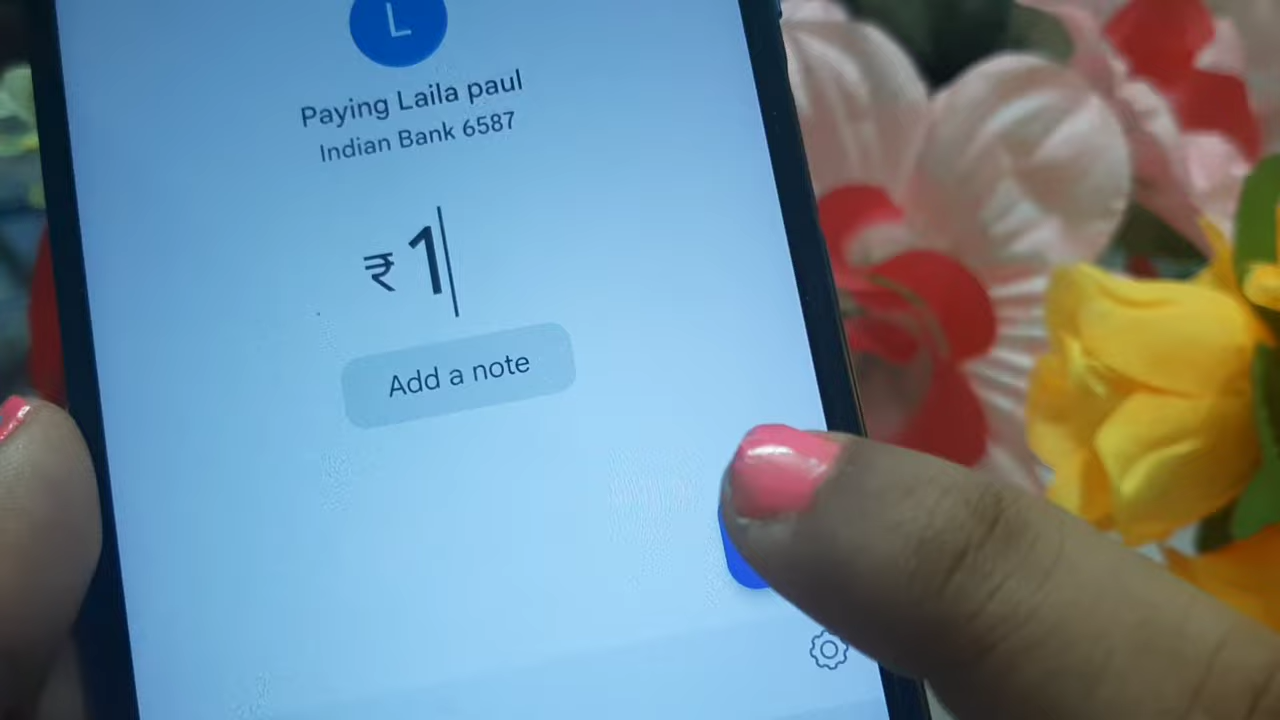 L
Paying Laila paul
Indian Bank 6587
₹ 1
Add a note